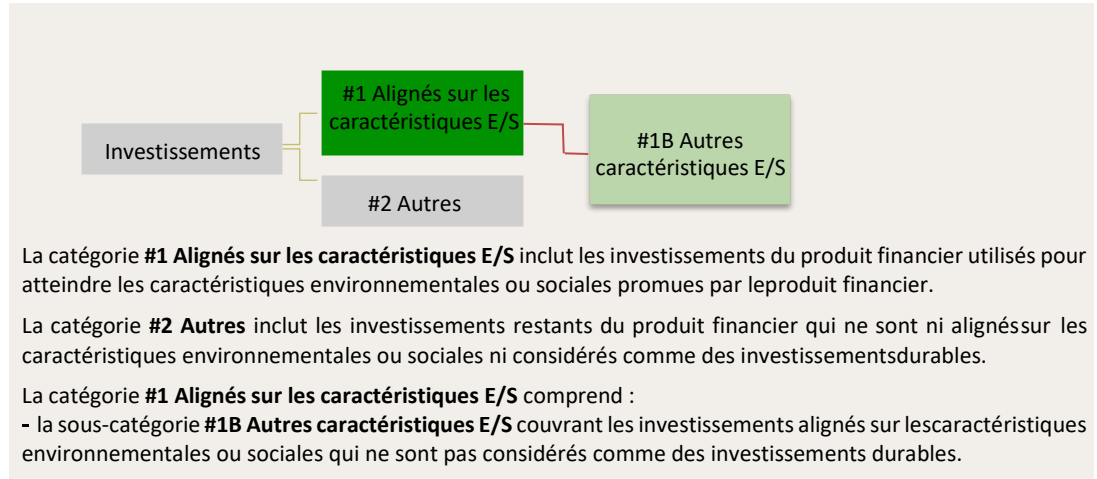 #1 Alignés sur les
caractéristiques E/S
Investissements
#1B Autres
caractéristiques E/S
#2 Autres
La catégorie #1 Alignés sur les caractéristiques E/S inclut les investissements du produit financier utilisés pour
atteindre les caractéristiques environnementales ou sociales promues par leproduit financier.
La catégorie #2 Autres inclut les investissements restants du produit financier qui ne sont ni alignéssur les
caractéristiques environnementales ou sociales ni considérés comme des investissementsdurables.
La catégorie #1 Alignés sur les caractéristiques E/S comprend :
- la sous-catégorie #1B Autres caractéristiques E/S couvrant les investissements alignés sur lescaractéristiques
environnementales ou sociales qui ne sont pas considérés comme des investissements durables.